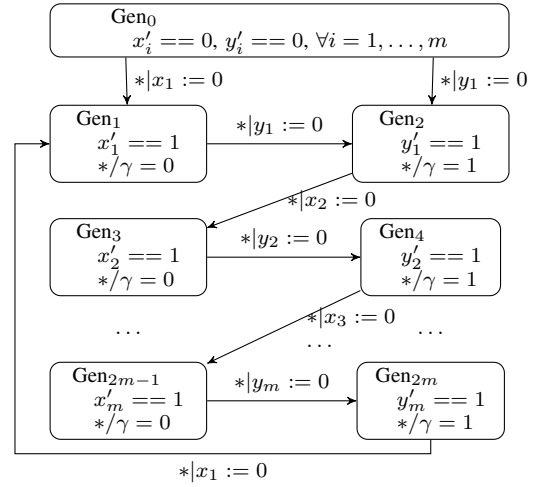 Gen₀
x′ᵢ == 0, y′ᵢ == 0, ∀i = 1, . . . , m
∗|x₁ := 0
∗|y₁ := 0
Gen₁
x′₁ == 1
∗/γ = 0
∗|y₁ := 0
Gen₂
y′₁ == 1
∗/γ = 1
∗|x₂ := 0
Gen₃
x′₂ == 1
∗/γ = 0
∗|y₂ := 0
Gen₄
y′₂ == 1
∗/γ = 1
∗|x₃ := 0
. . .
. . .
. . .
Gen₂ₘ₋₁
x′ₘ == 1
∗/γ = 0
∗|yₘ := 0
Gen₂ₘ
y′ₘ == 1
∗/γ = 1
∗|x₁ := 0